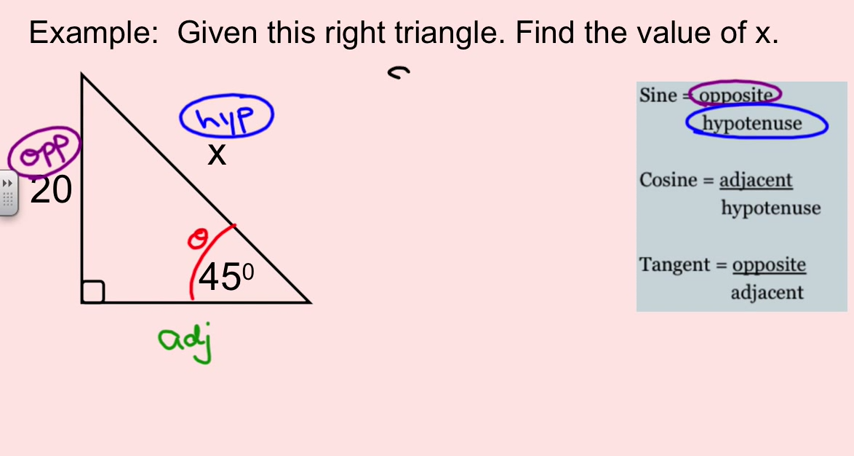 Example: Given this right triangle. Find the value of x.
hyp
x
opp
20
θ
45⁰
adj
Sine = opposite
hypotenuse
Cosine = adjacent
hypotenuse
Tangent = opposite
adjacent